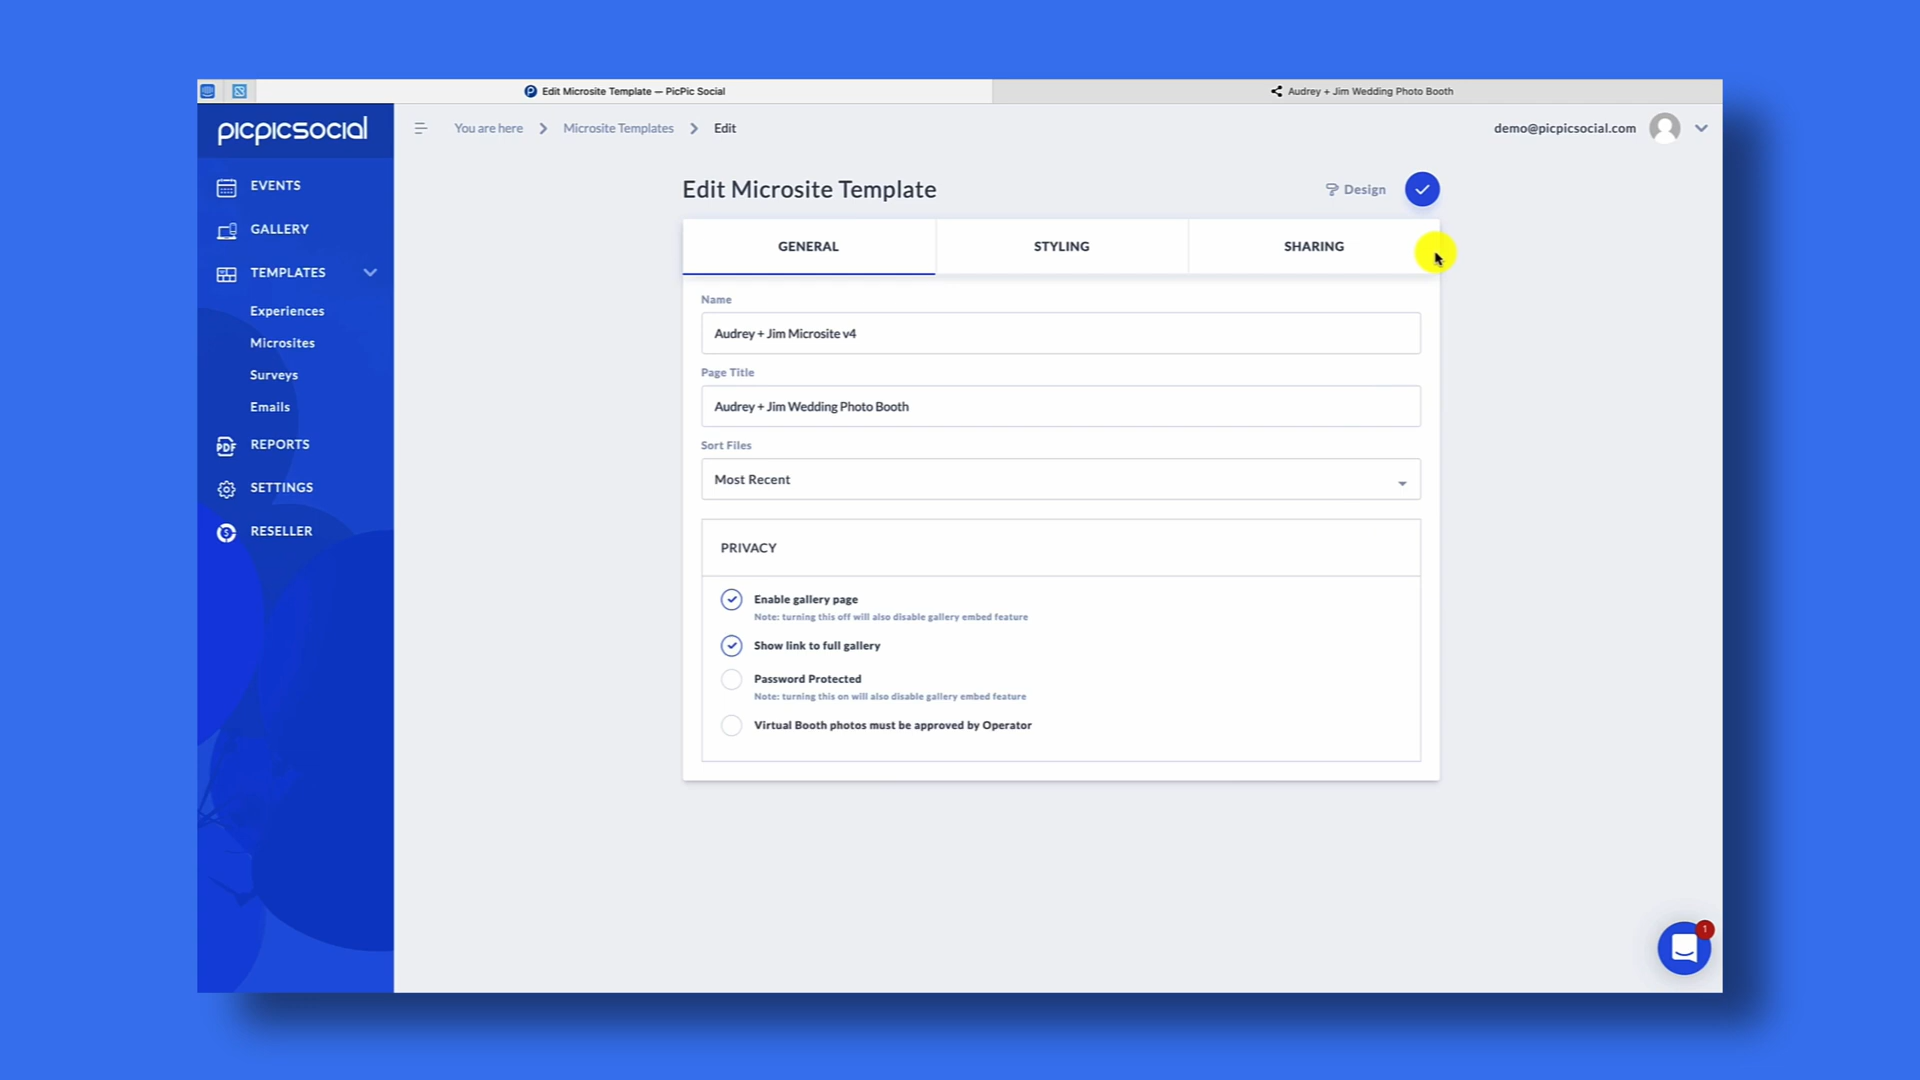 Edit Microsite Template — PicPic Social
Audrey + Jim Wedding Photo Booth
picpicsocial
You are here
Microsite Templates
Edit
demo@picpicsocial.com
EVENTS
GALLERY
TEMPLATES
Experiences
Microsites
Surveys
Emails
PDF
REPORTS
SETTINGS
RESELLER
Edit Microsite Template
Design
GENERAL
STYLING
SHARING
Name
Audrey + Jim Microsite v4
Page Title
Audrey + Jim Wedding Photo Booth
Sort Files
Most Recent
PRIVACY
Enable gallery page
Note: turning this off will also disable gallery embed feature
Show link to full gallery
Password Protected
Note: turning this on will also disable gallery embed feature
Virtual Booth photos must be approved by Operator
1